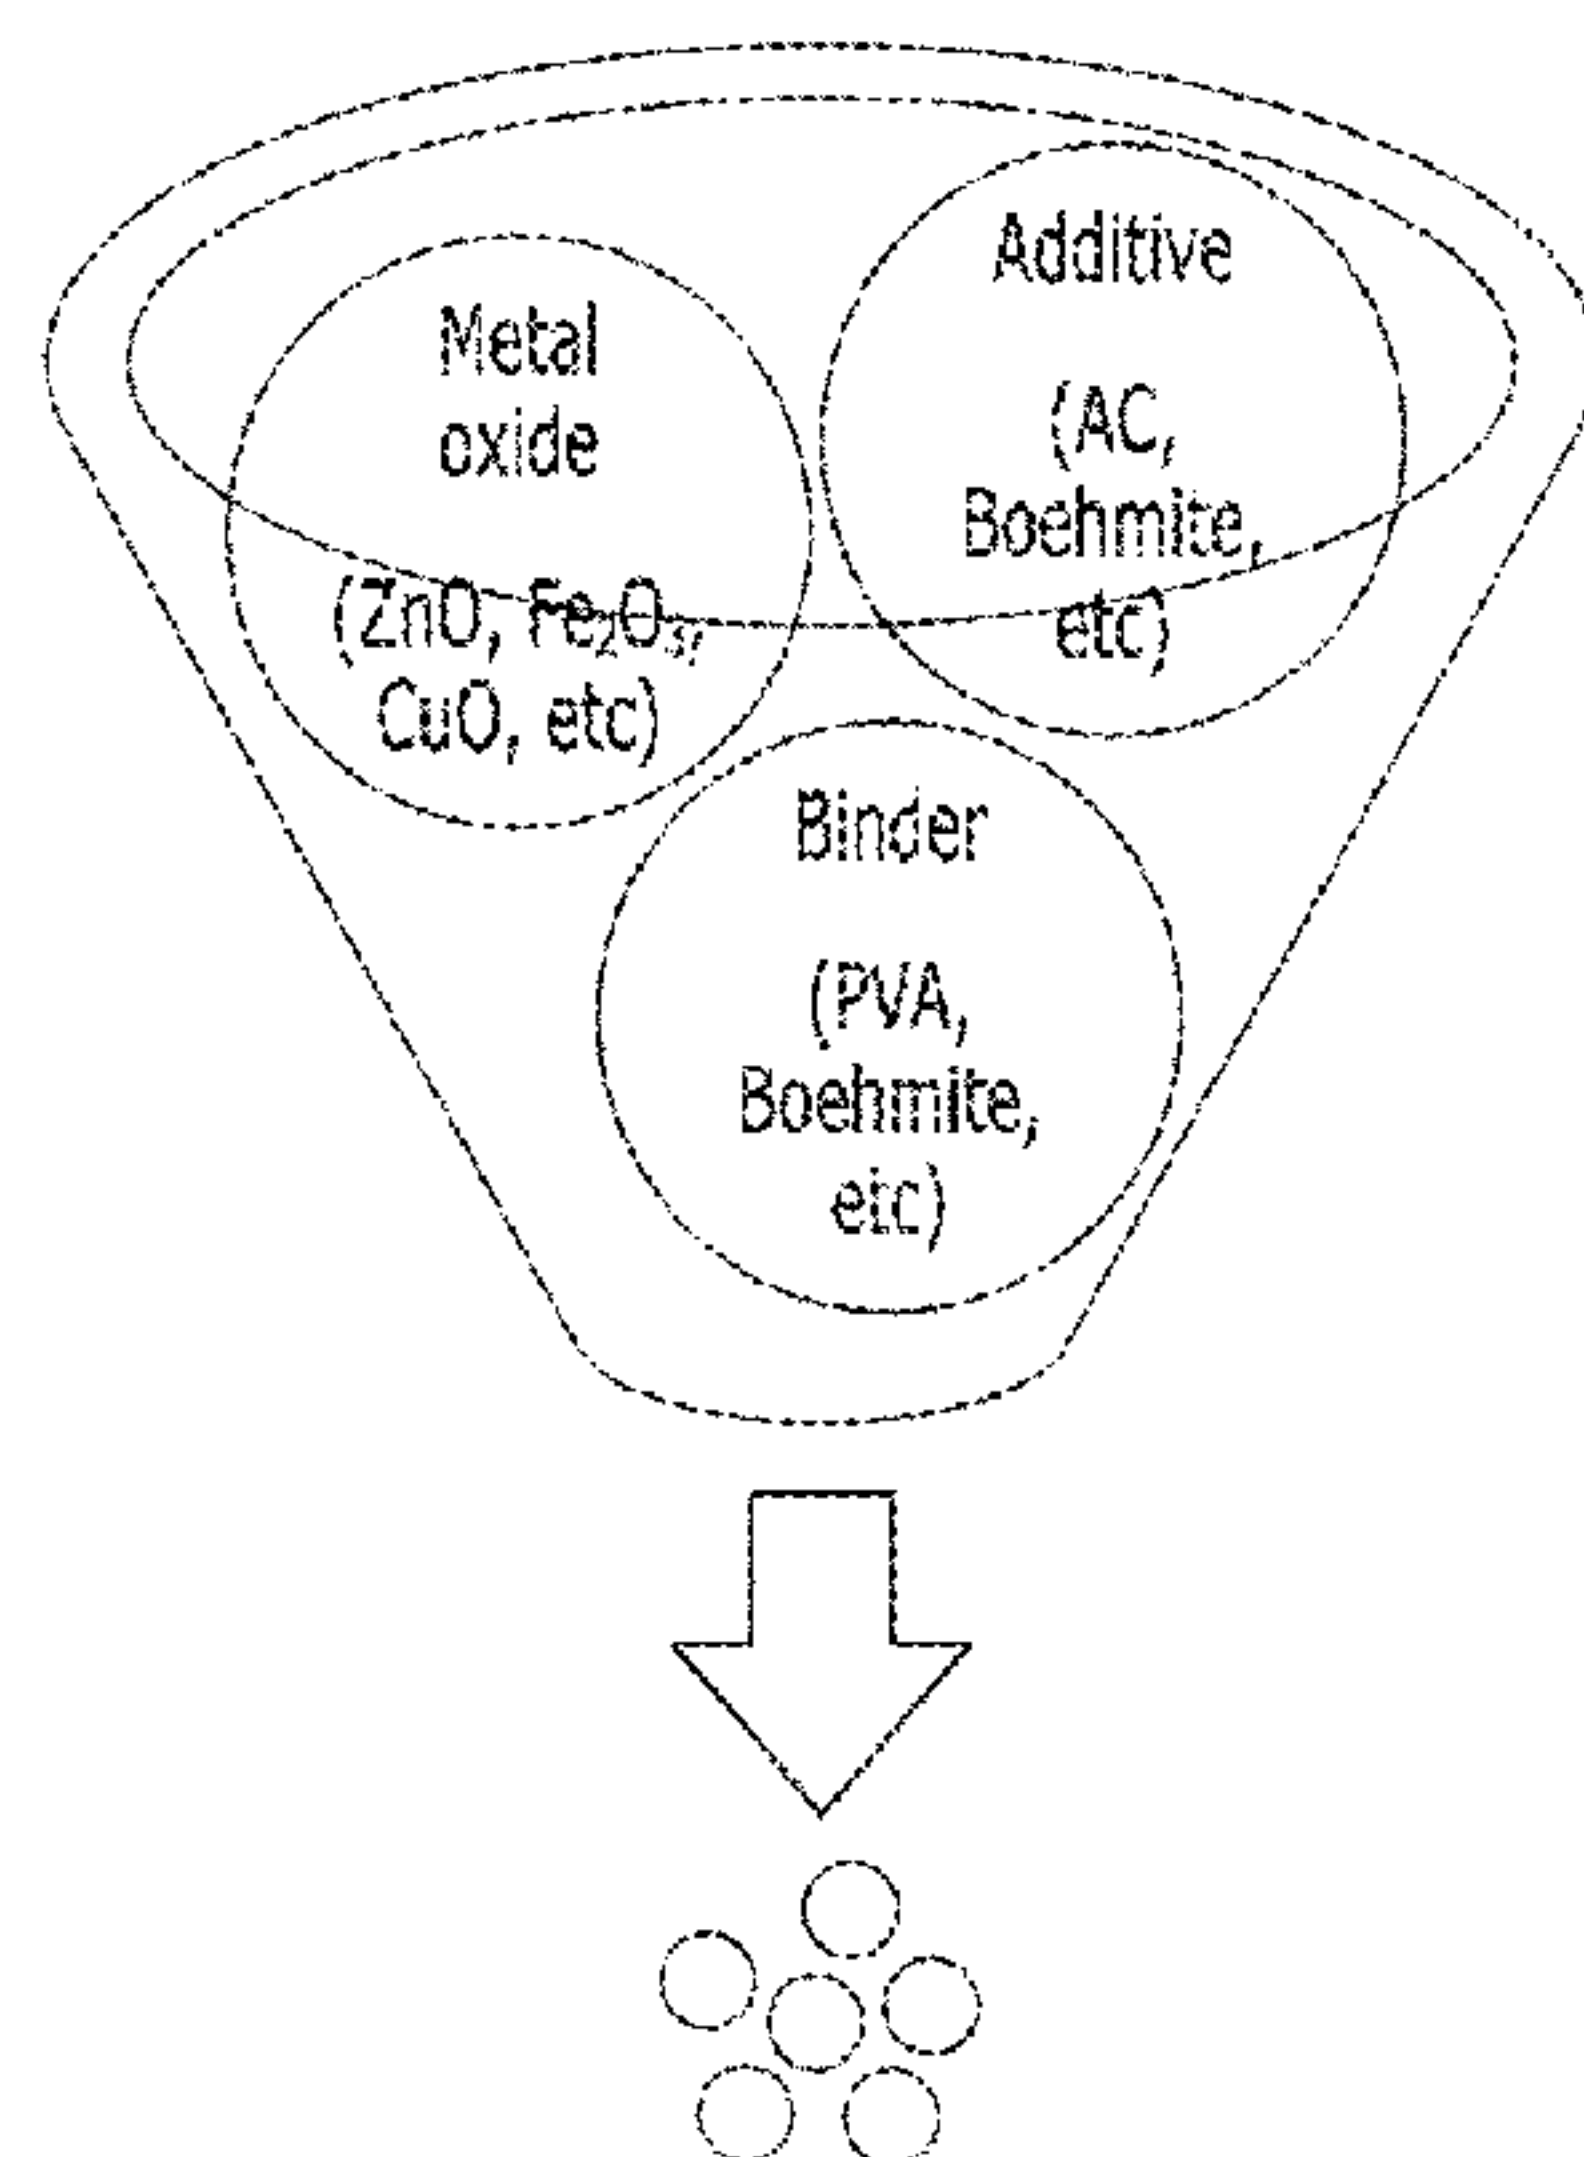 Metal
oxide
(ZnO, Fe₂O₃,
CuO, etc)
Additive
(AC,
Boehmite,
etc)
Binder
(PVA,
Boehmite,
etc)